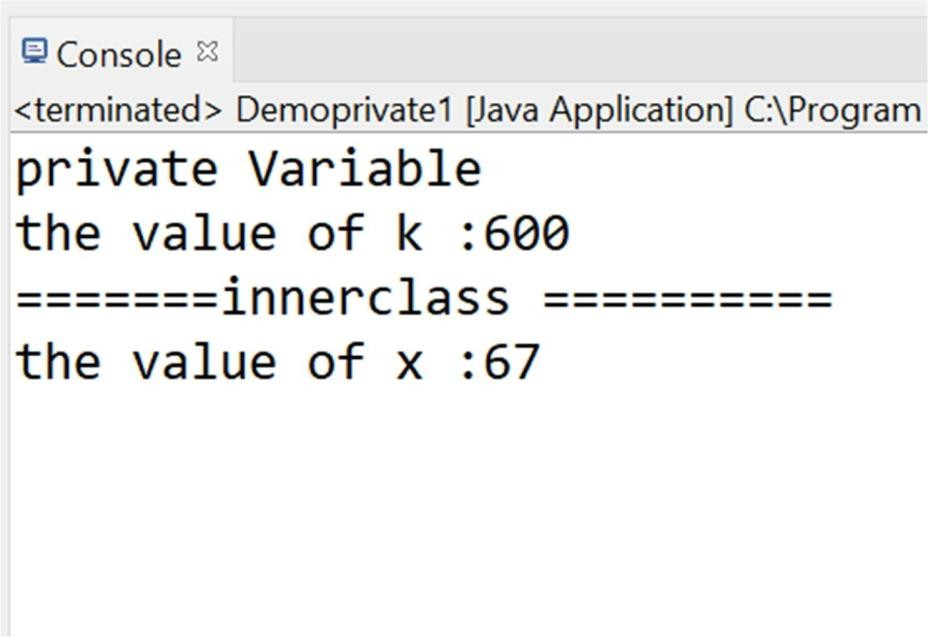 Console
<terminated> Demoprivate1 [Java Application] C:\Program
private Variable
the value of k :600
=======innerclass ==========
the value of x :67